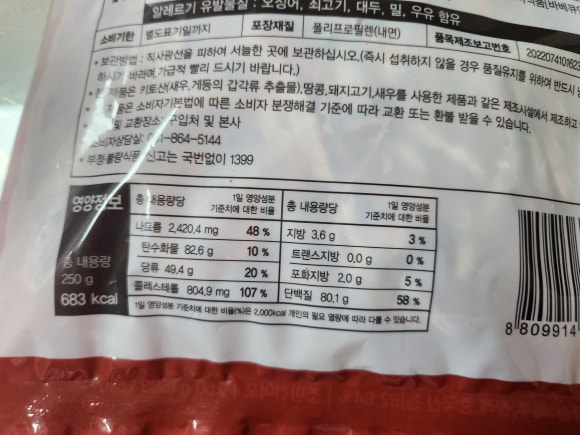 알레르기 유발물질 : 오징어, 쇠고기, 대두, 밀, 우유 함유
소비기한 별도표기일까지 포장재질 폴리프로필렌(내면) 품목제조보고번호 2022074101623
• 보관방법 : 직사광선을 피하여 서늘한 곳에 보관하십시오.(즉시 섭취하지 않을 경우 품질유지를 위하여 반드시
하시기 바라며,가급적 빨리 드시기 바랍니다.)
제품은 키토산(새우,게등의 갑각류 추출물),땅콩,돼지고기,새우를 사용한 제품과 같은 제조시설에서 제조하고
제품은 소비자기본법에 따른 소비자 분쟁해결 기준에 따라 교환 또는 환불 받을 수 있습니다.
및 교환장소:구입처 및 본사
•소비자상담실: 864-5144
• 부정·불량식품 신고는 국번없이 1399
영양정보
총 내용량
250 g
683 kcal
총 내용량당 1일 영양성분 기준치에 대한 비율
나트륨 2,420.4 mg 48 %
탄수화물 82.6 g 10 %
당류 49.4 g 20 %
콜레스테롤 804.9 mg 107 %
총 내용량당 1일 영양성분 기준치에 대한 비율
지방 3.6 g 3 %
트랜스지방 0.0 g 0 %
포화지방 2.0 g 5 %
단백질 80.1 g 58 %
1일 영양성분 기준치에 대한 비율(%)은 2,000kcal 개인의 필요 열량에 따라 다를 수 있습니다.
8 809914